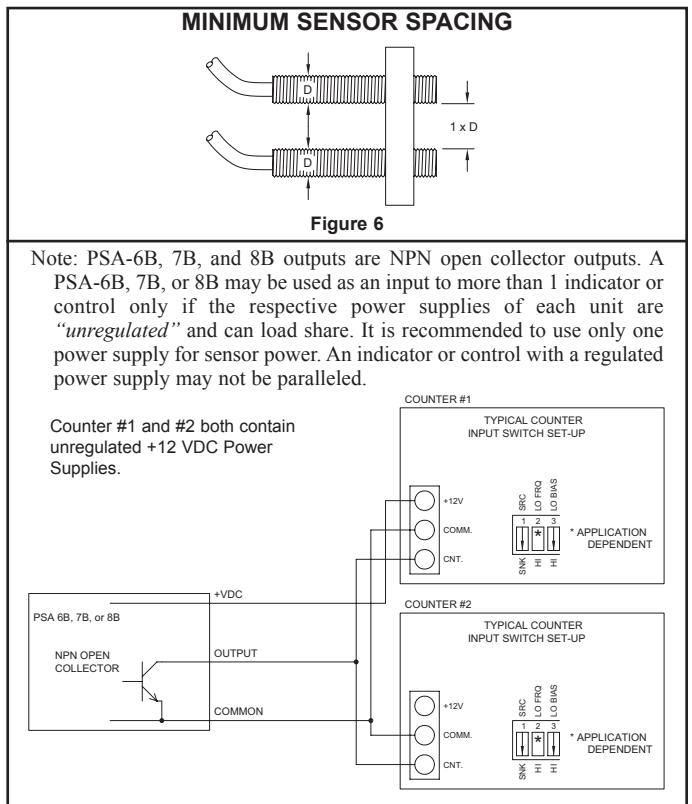 MINIMUM SENSOR SPACING
D
1 x D
D
Figure 6
Note: PSA-6B, 7B, and 8B outputs are NPN open collector outputs. A
PSA-6B, 7B, or 8B may be used as an input to more than 1 indicator or
control only if the respective power supplies of each unit are
“unregulated” and can load share. It is recommended to use only one
power supply for sensor power. An indicator or control with a regulated
power supply may not be paralleled.
Counter #1 and #2 both contain
unregulated +12 VDC Power
Supplies.
COUNTER #1
TYPICAL COUNTER
INPUT SWITCH SET-UP
+12V
COMM.
CNT.
SRC
LO FRQ
LO BIAS
1 2 3
*
SNK
HI
HI
* APPLICATION
DEPENDENT
PSA 6B, 7B, or 8B
NPN OPEN
COLLECTOR
+VDC
OUTPUT
COMMON
COUNTER #2
TYPICAL COUNTER
INPUT SWITCH SET-UP
+12V
COMM.
CNT.
SRC
LO FRQ
LO BIAS
1 2 3
*
SNK
HI
HI
* APPLICATION
DEPENDENT